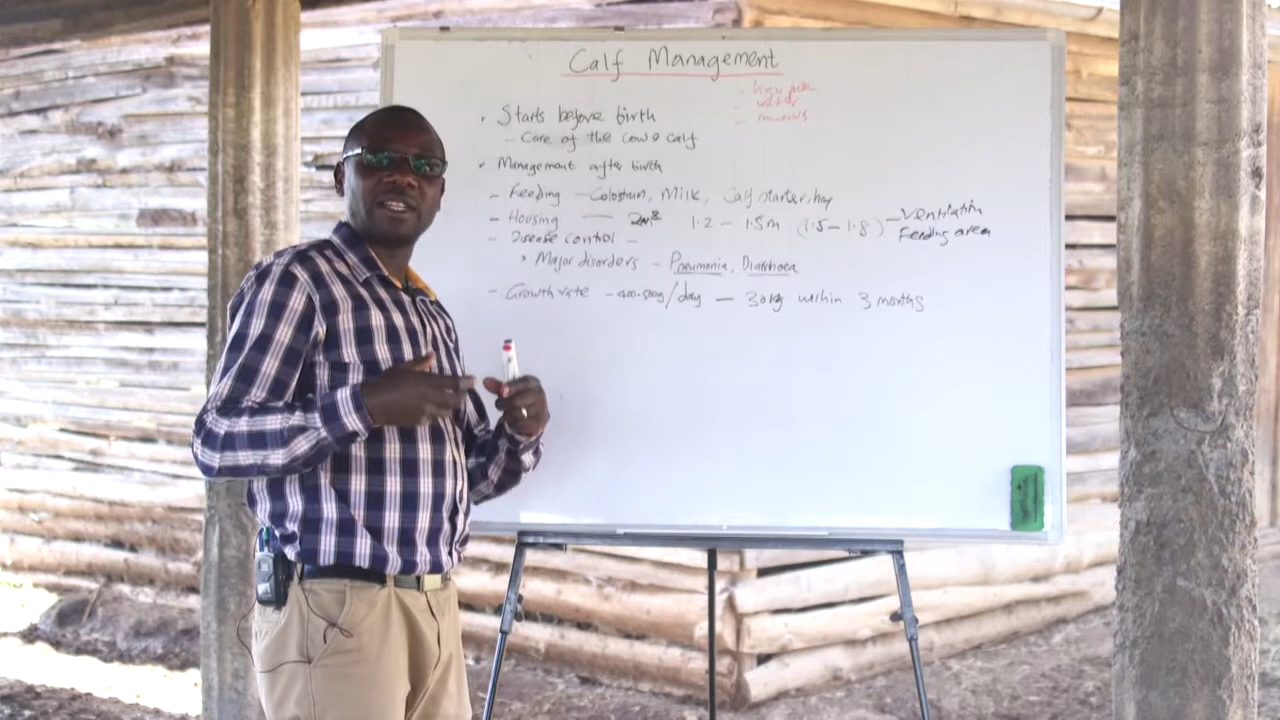 Calf Management
- water
- minerals
• Starts before birth
- Care of the cow & calf
• Management after birth
- Feeding - Colostrum, Milk, Calf starter, hay
- Housing — 1.2 - 1.5m (1.5 - 1.8) - Ventilation
Feeding area
- Disease control -
* Major disorders - Pneumonia, Diarrhoea
- Growth rate - 400-500g/day — 30kg within 3 months